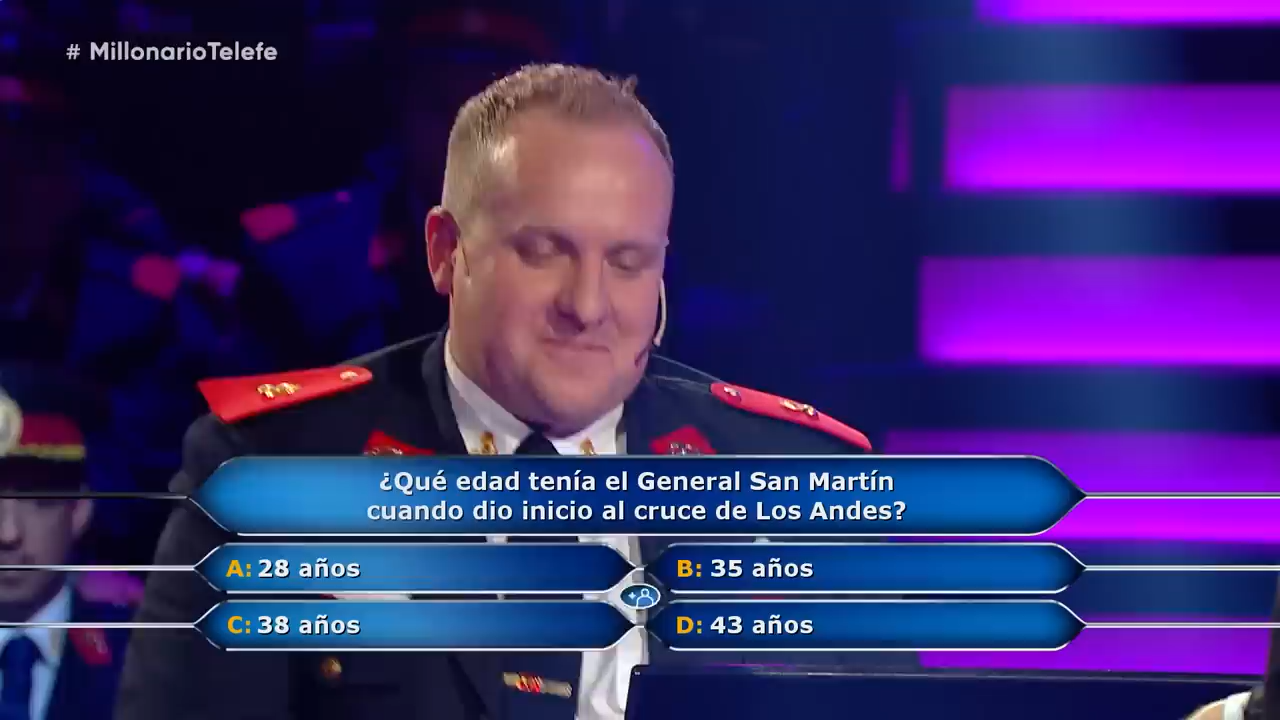 # MillonarioTelefe
¿Qué edad tenía el General San Martín
cuando dio inicio al cruce de Los Andes?
A: 28 años
B: 35 años
C: 38 años
D: 43 años